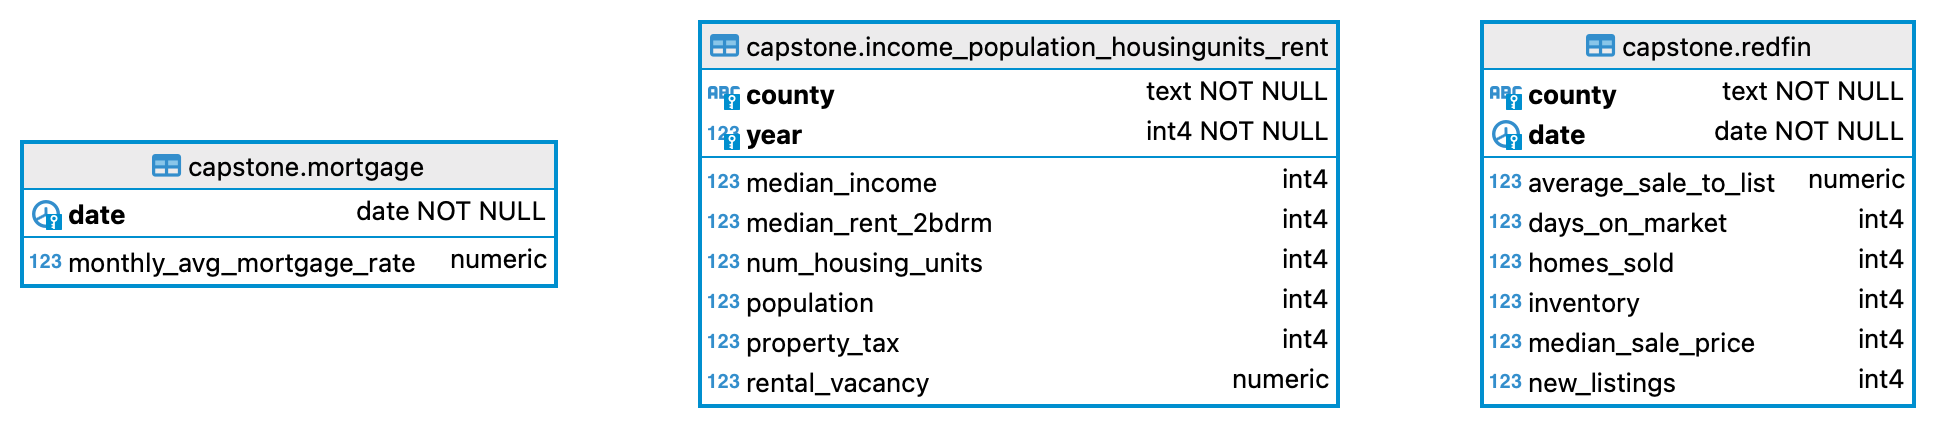 capstone.mortgage
date date NOT NULL
123 monthly_avg_mortgage_rate numeric
capstone.income_population_housingunits_rent
ABC county text NOT NULL
123 year int4 NOT NULL
123 median_income int4
123 median_rent_2bdrm int4
123 num_housing_units int4
123 population int4
123 property_tax int4
123 rental_vacancy numeric
capstone.redfin
ABC county text NOT NULL
date date NOT NULL
123 average_sale_to_list numeric
123 days_on_market int4
123 homes_sold int4
123 inventory int4
123 median_sale_price int4
123 new_listings int4